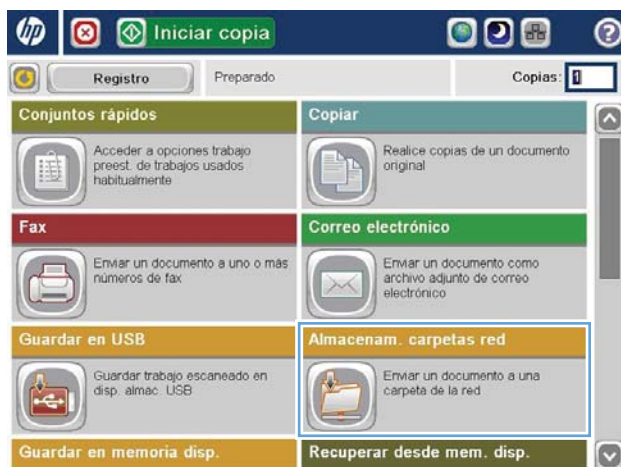 hp
Iniciar copia
?
Registro
Preparado
Copias: 1
Conjuntos rápidos
Acceder a opciones trabajo
preest. de trabajos usados
habitualmente
Copiar
Realice copias de un documento
original
Fax
Enviar un documento a uno o más
números de fax
Correo electrónico
Enviar un documento como
archivo adjunto de correo
electrónico
Guardar en USB
Guardar trabajo escaneado en
disp. almac. USB
Almacenam. carpetas red
Enviar un documento a una
carpeta de la red
Guardar en memoria disp.
Recuperar desde mem. disp.